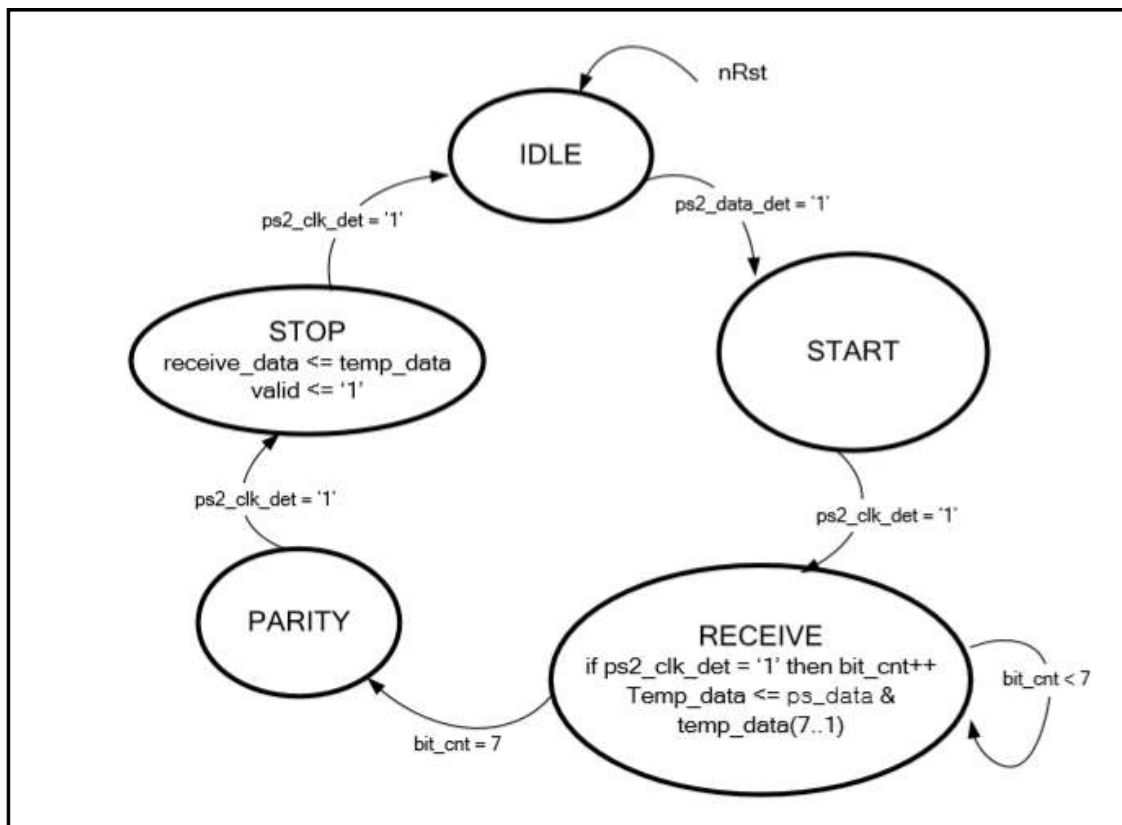 nRst
IDLE
ps2_data_det = '1'
ps2_clk_det = '1'
START
STOP
receive_data <= temp_data
valid <= '1'
ps2_clk_det = '1'
ps2_clk_det = '1'
PARITY
RECEIVE
if ps2_clk_det = '1' then bit_cnt++
Temp_data <= ps_data &
temp_data(7..1)
bit_cnt < 7
bit_cnt = 7